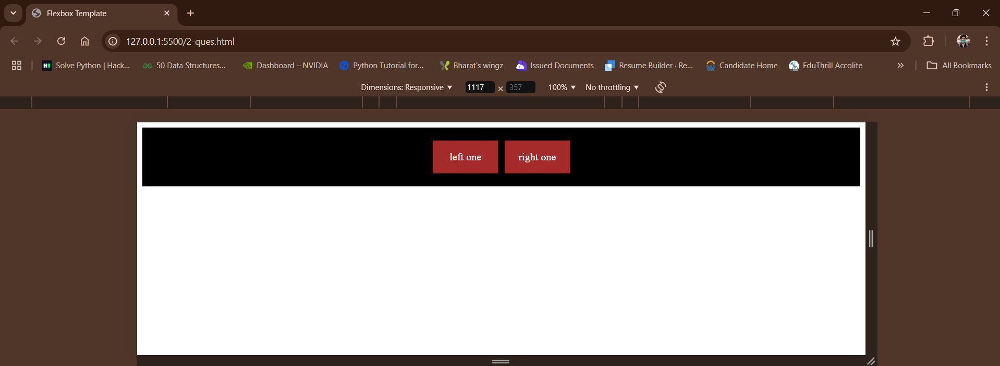 Flexbox Template
127.0.0.1:5500/2-ques.html
Solve Python | Hack... 50 Data Structures... Dashboard – NVIDIA Python Tutorial for... Bharat's wingz Issued Documents Resume Builder · Re... Candidate Home EduThrill Accolite All Bookmarks
Dimensions: Responsive 1117 × 357 100% No throttling
left one right one